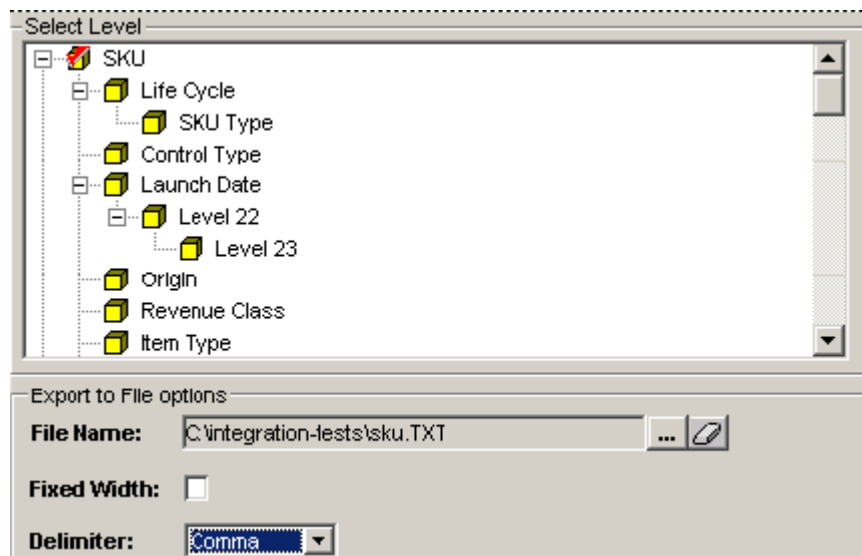 Select Level
SKU
Life Cycle
SKU Type
Control Type
Launch Date
Level 22
Level 23
Origin
Revenue Class
Item Type
Export to File options
File Name: C:\integration-tests\sku.TXT ...
Fixed Width:
Delimiter: Comma